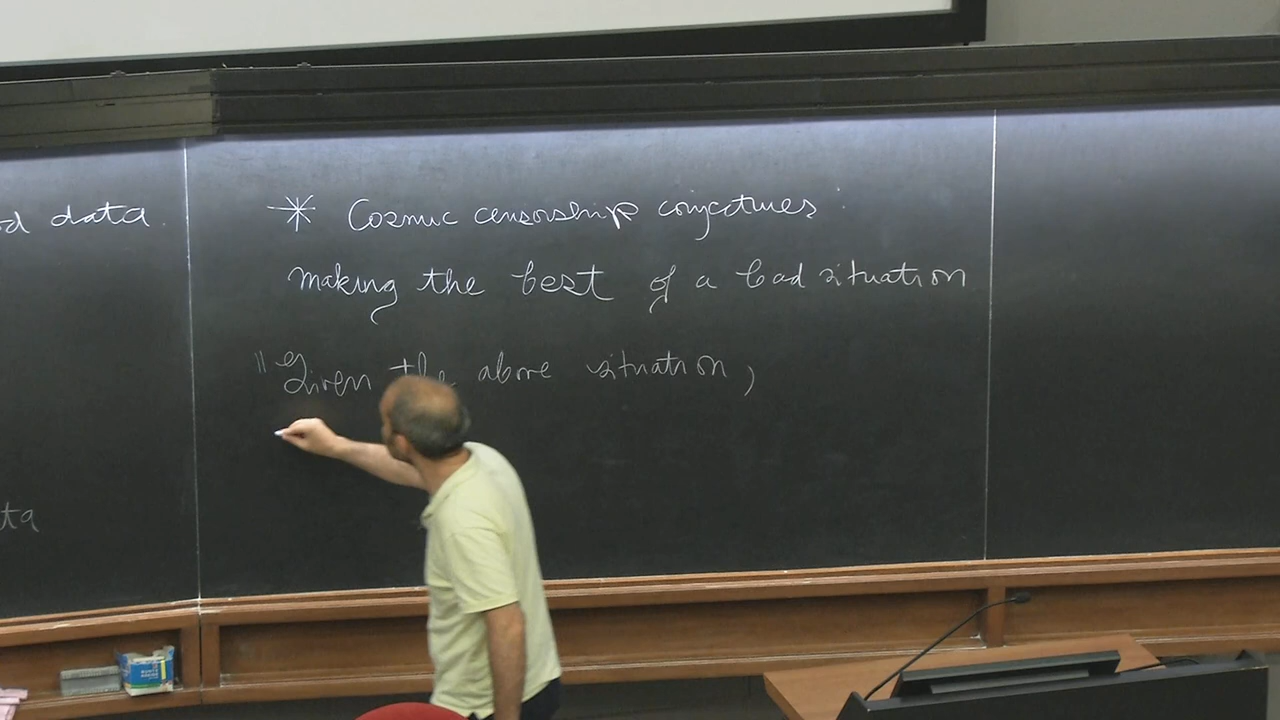 data
* Cosmic censorship conjectures
Making the best of a bad situation
"Given the above situation,
ta